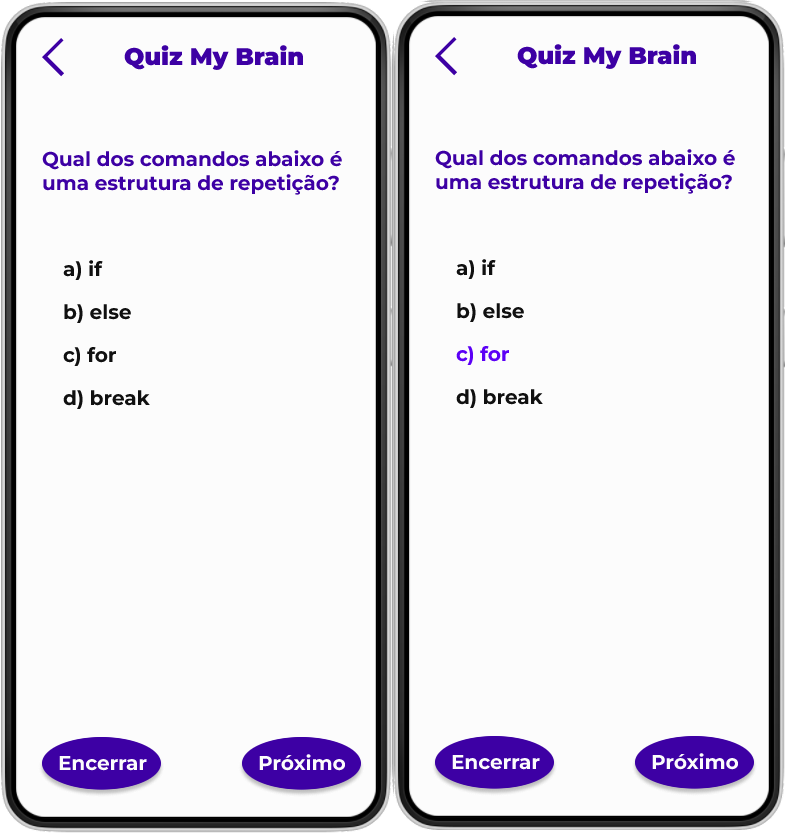 Quiz My Brain
Qual dos comandos abaixo é
uma estrutura de repetição?
a) if
b) else
c) for
d) break
Encerrar
Próximo
Quiz My Brain
Qual dos comandos abaixo é
uma estrutura de repetição?
a) if
b) else
c) for
d) break
Encerrar
Próximo